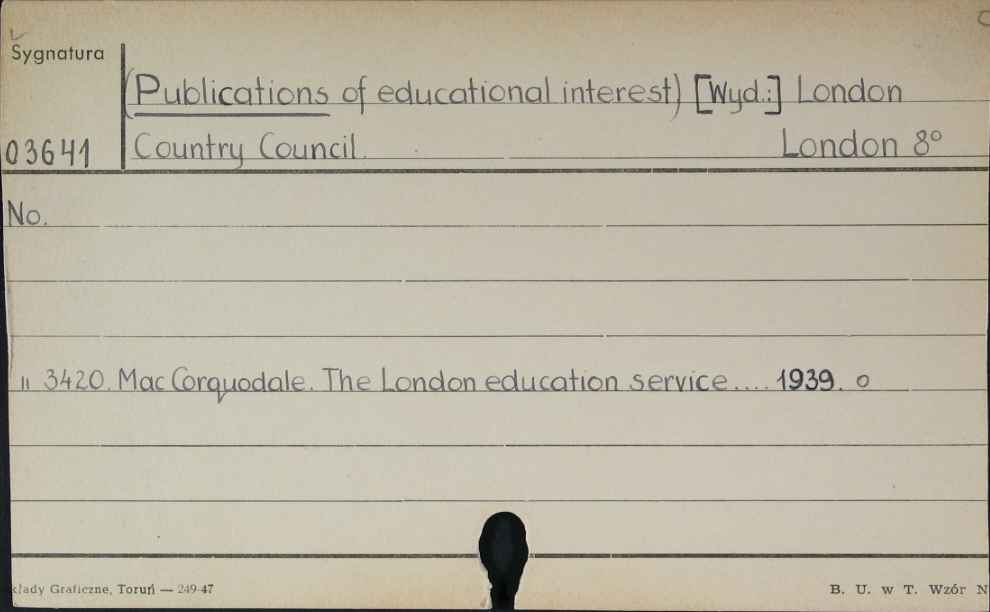 Sygnatura
(Publications of educational interest) [Wyd.:] London
03641 Country Council. London 8°
No.
" 3420. Mac Corquodale. The London education service.... 1939. o
kłady Graficzne, Toruń — 249-47 B. U. w T. Wzór N